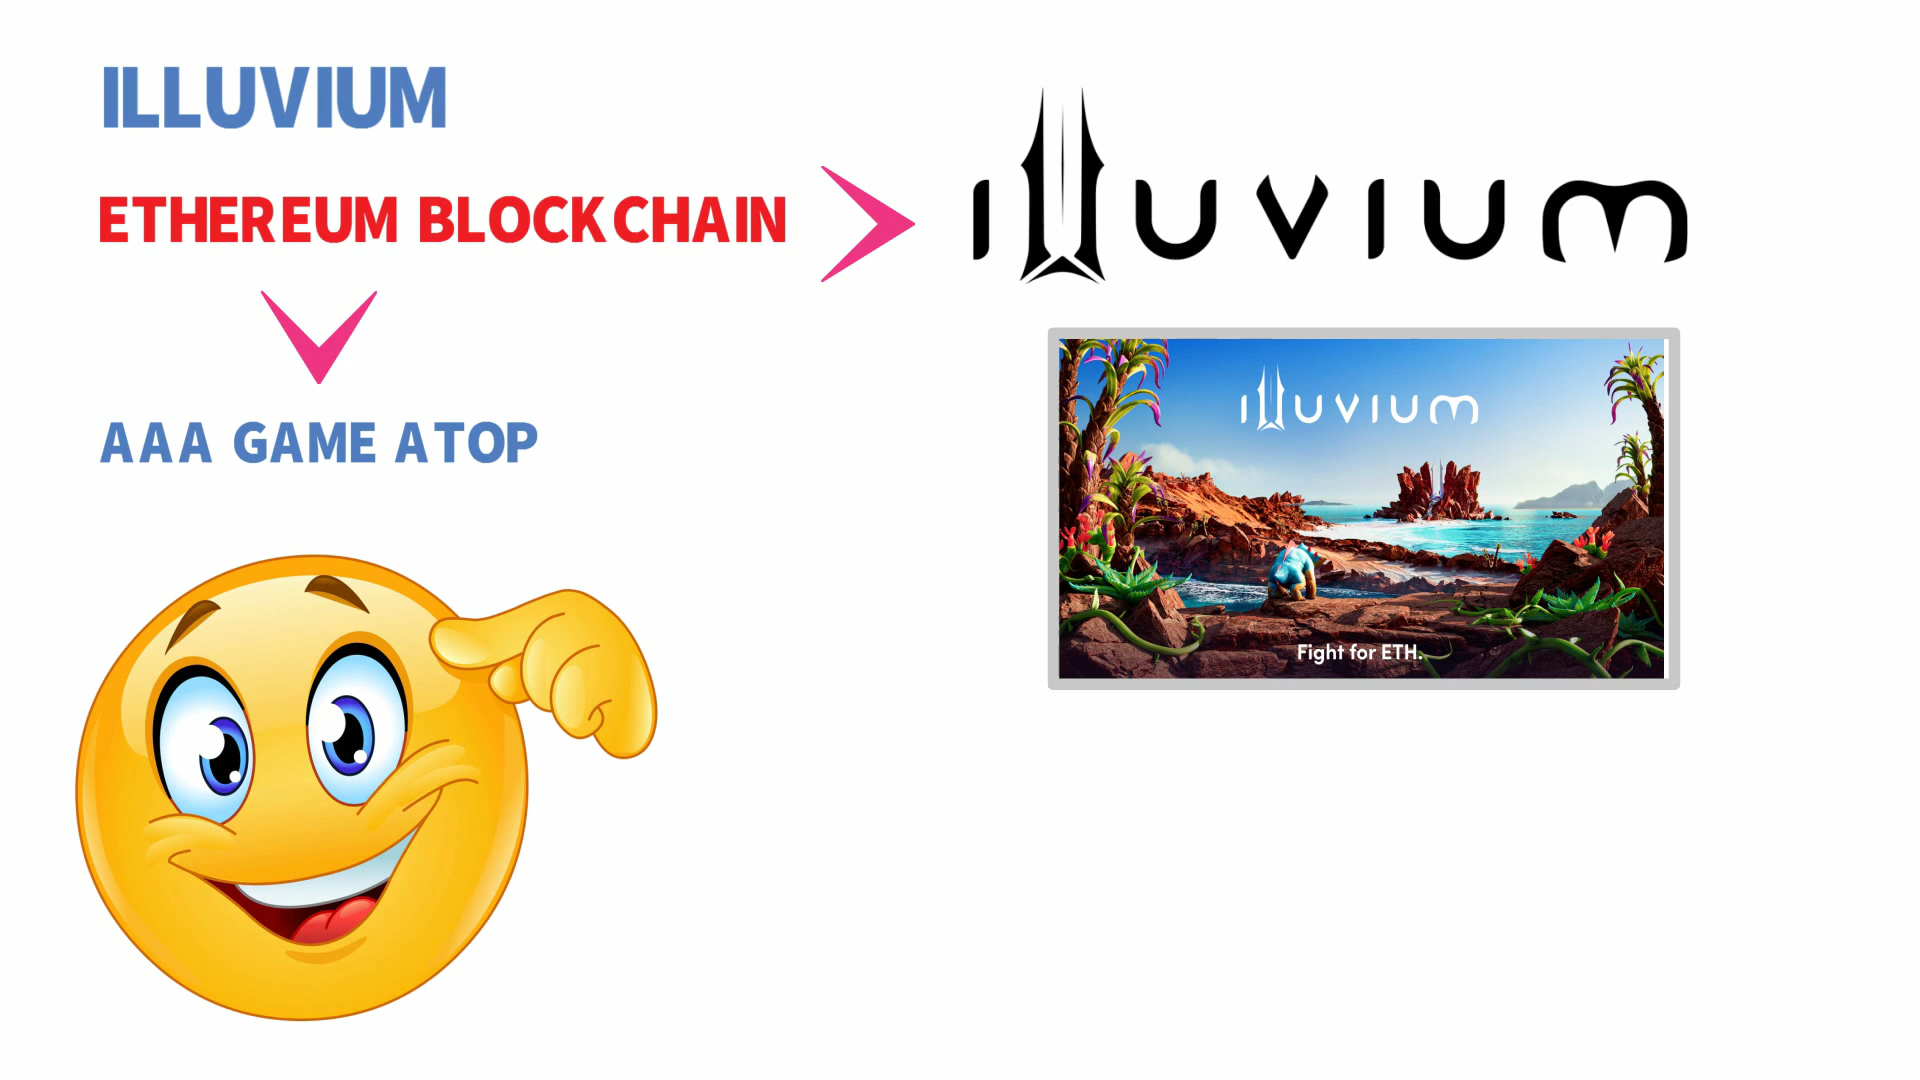 ILLUVIUM
ETHEREUM BLOCKCHAIN
AAA GAME ATOP
illuvium
illuvium
Fight for ETH.